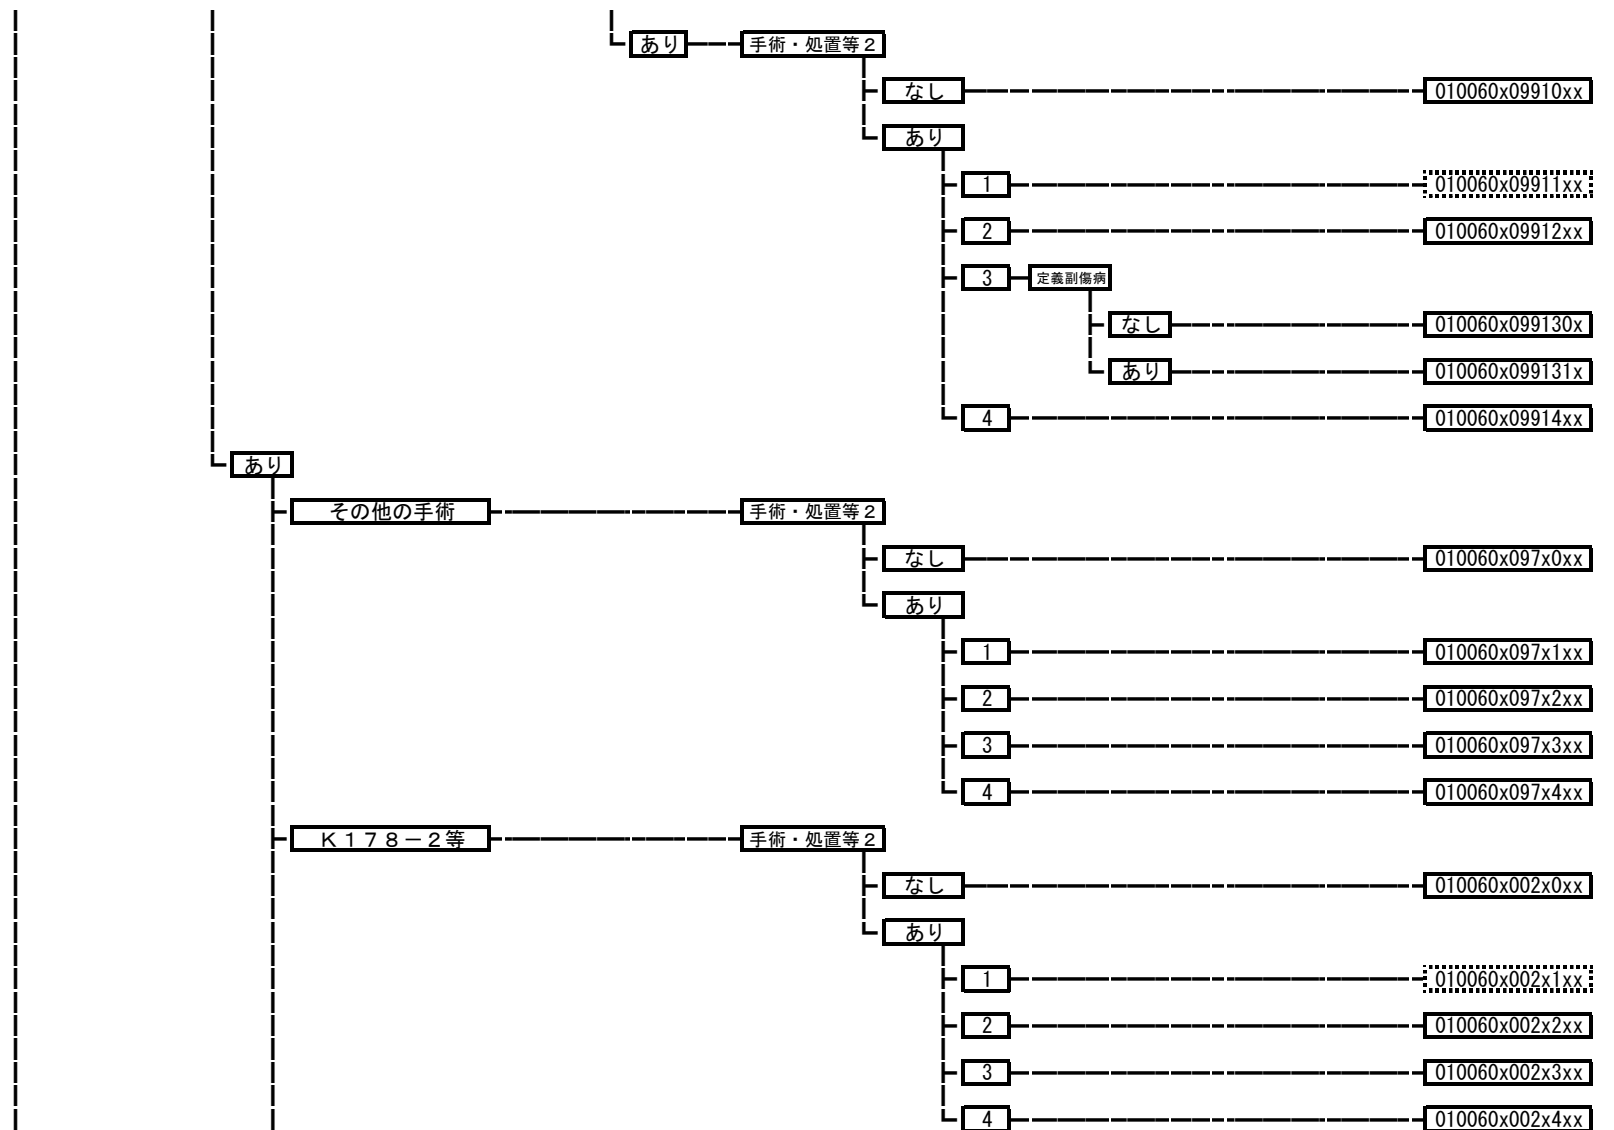 あり 手術・処置等２
なし 010060x09910xx
あり
1 010060x09911xx
2 010060x09912xx
3 定義副傷病
なし 010060x099130x
あり 010060x099131x
4 010060x09914xx
あり
その他の手術 手術・処置等２
なし 010060x097x0xx
あり
1 010060x097x1xx
2 010060x097x2xx
3 010060x097x3xx
4 010060x097x4xx
Ｋ１７８－２等 手術・処置等２
なし 010060x002x0xx
あり
1 010060x002x1xx
2 010060x002x2xx
3 010060x002x3xx
4 010060x002x4xx